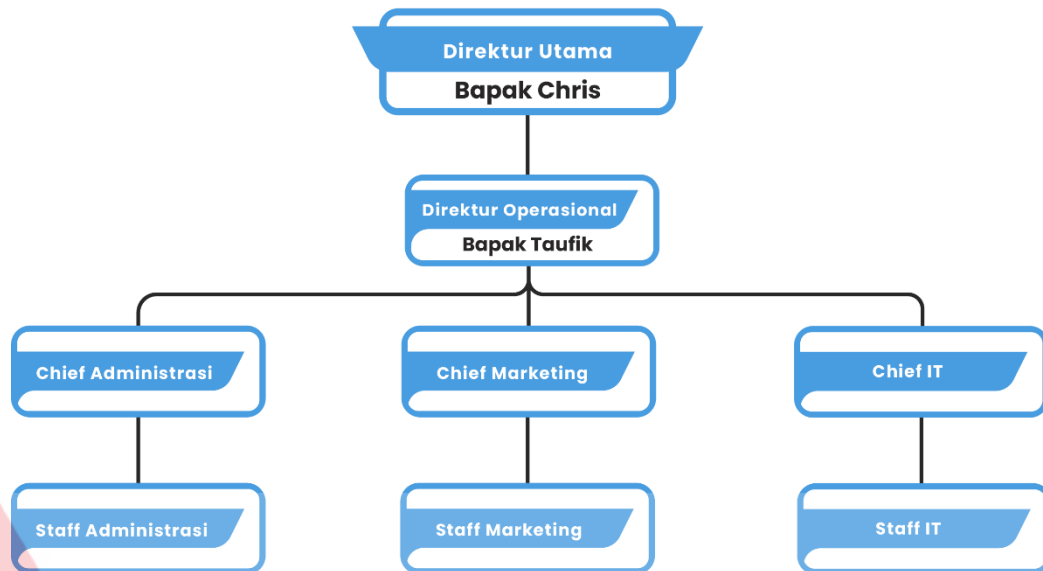 Direktur Utama
Bapak Chris
Direktur Operasional
Bapak Taufik
Chief Administrasi
Chief Marketing
Chief IT
Staff Administrasi
Staff Marketing
Staff IT